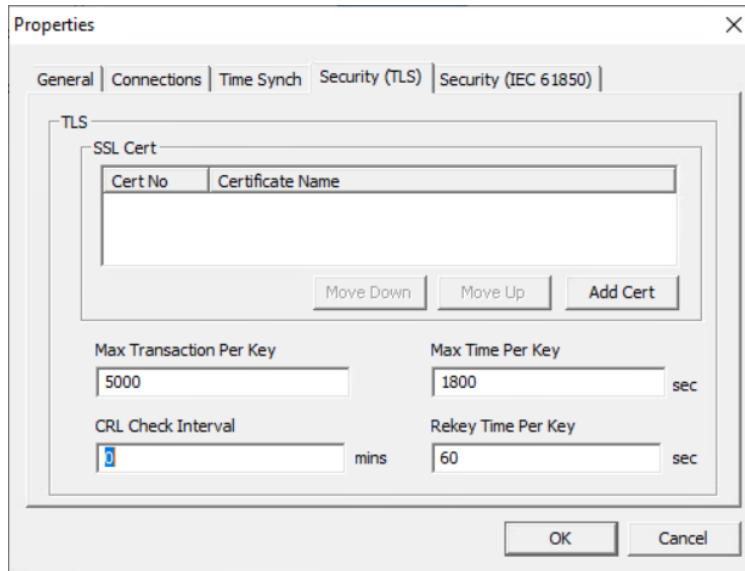 Properties
General Connections Time Synch Security (TLS) Security (IEC 61850)
TLS
SSL Cert
Cert No Certificate Name
Move Down Move Up Add Cert
Max Transaction Per Key Max Time Per Key
5000 1800 sec
CRL Check Interval Rekey Time Per Key
0 mins 60 sec
OK Cancel